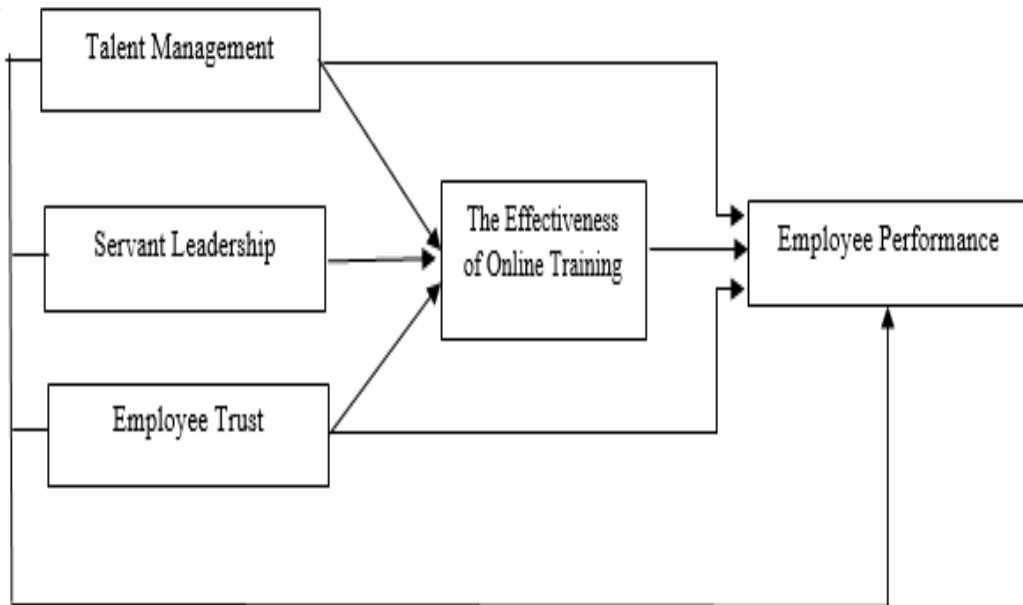 Talent Management
Servant Leadership
Employee Trust
The Effectiveness
of Online Training
Employee Performance